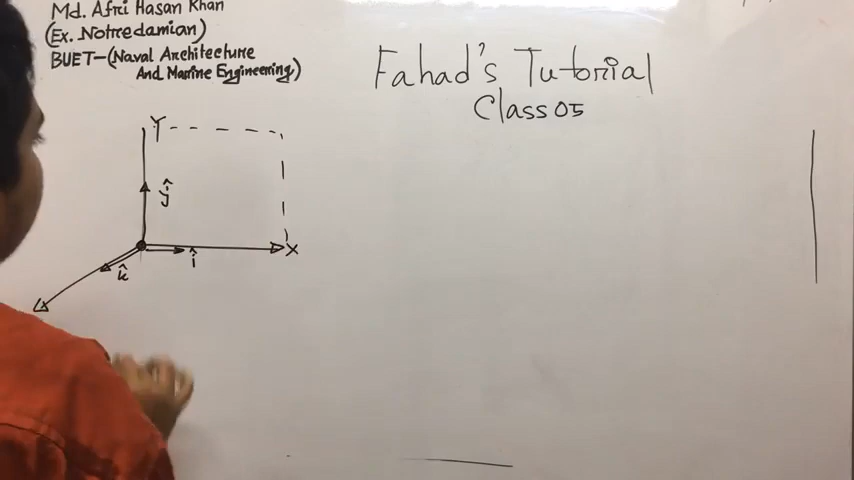 Md. Afri Hasan Khan
(Ex. Notredamian)
BUET-(Naval Architecture
And Marine Engineering)
Fahad's Tutorial
Class 05
Y
ĵ
X
î
k̂